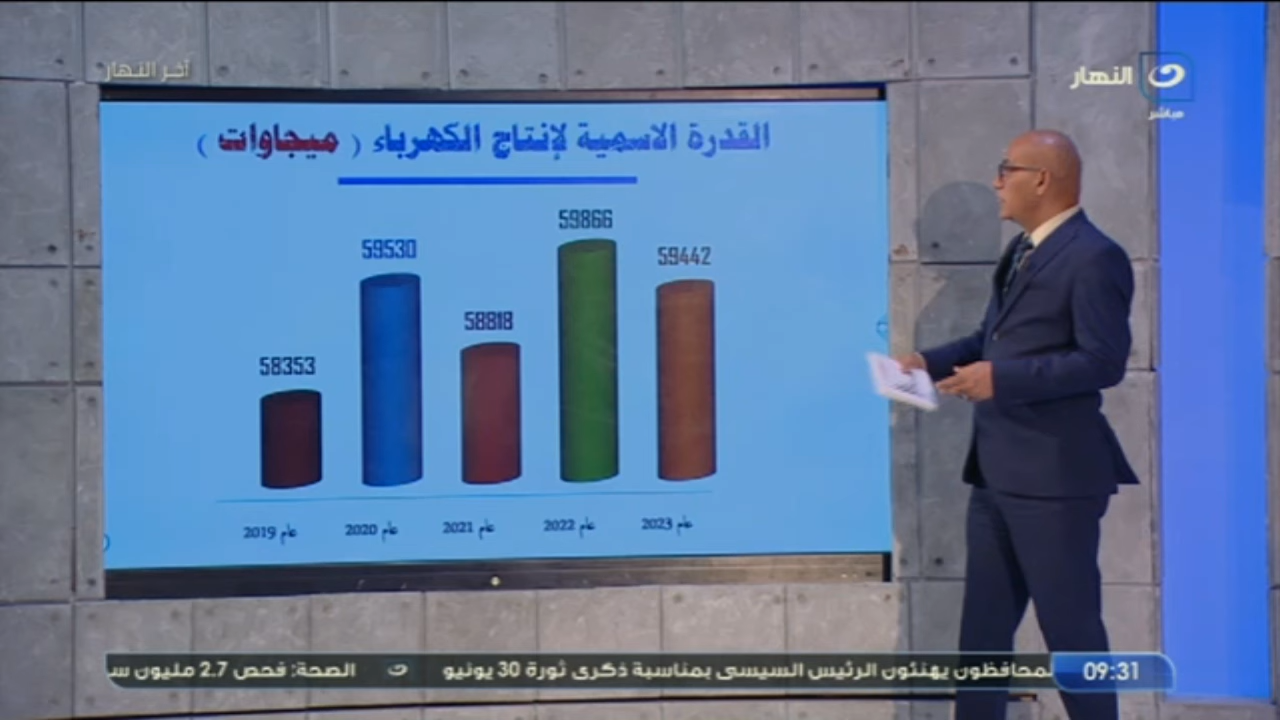 آخر النهار
النهار
مباشر
القدرة الاسمية لإنتاج الكهرباء ( ميجاوات )
58353
59530
58818
59866
59442
عام 2019
عام 2020
عام 2021
عام 2022
عام 2023
09:31
لمحافظون يهنئون الرئيس السيسى بمناسبة ذكرى ثورة 30 يونيو
الصحة: فحص 2.7 مليون